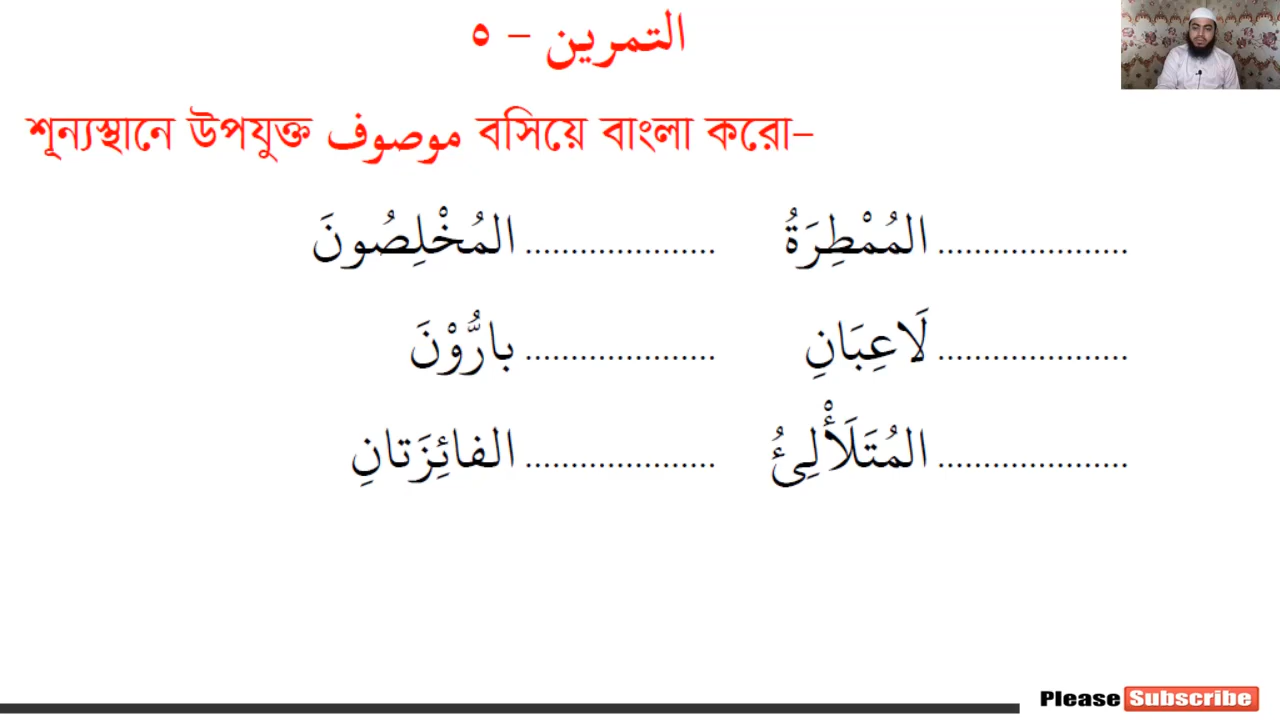 التمرين - ٥
শূন্যস্থানে উপযুক্ত موصوف বসিয়ে বাংলা করো-
..................... المُمْطِرَةُ ..................... المُخْلِصُونَ
..................... لَاعِبَانِ ..................... بارُّوْنَ
..................... المُتَلَأْلِئُ ..................... الفائِزَتانِ
Please Subscribe